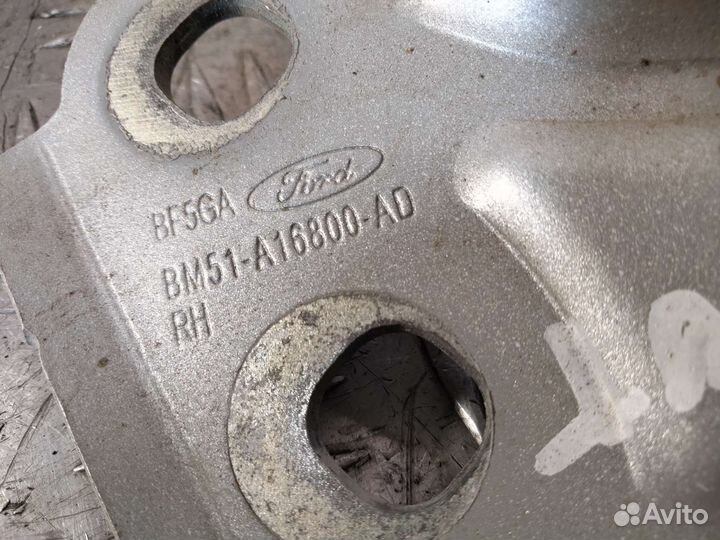 BF5GA Ford
BM51-A16800-AD
RH
Avito